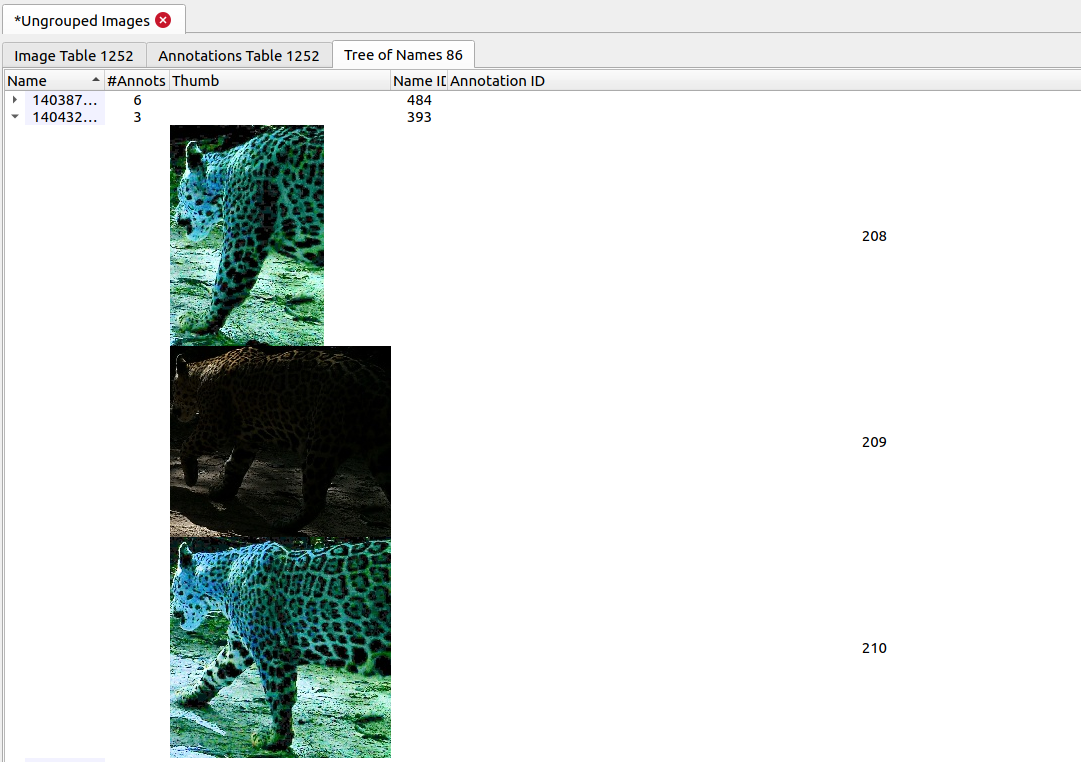 *Ungrouped Images
Image Table 1252 Annotations Table 1252 Tree of Names 86
Name #Annots Thumb Name ID Annotation ID
140387... 6 484
140432... 3 393
208
209
210